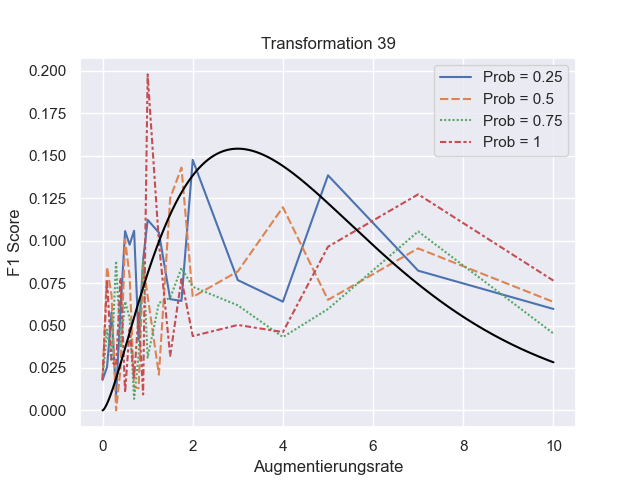 Transformation 39
Prob = 0.25
Prob = 0.5
Prob = 0.75
Prob = 1
F1 Score
0.200
0.175
0.150
0.125
0.100
0.075
0.050
0.025
0.000
0 2 4 6 8 10
Augmentierungsrate